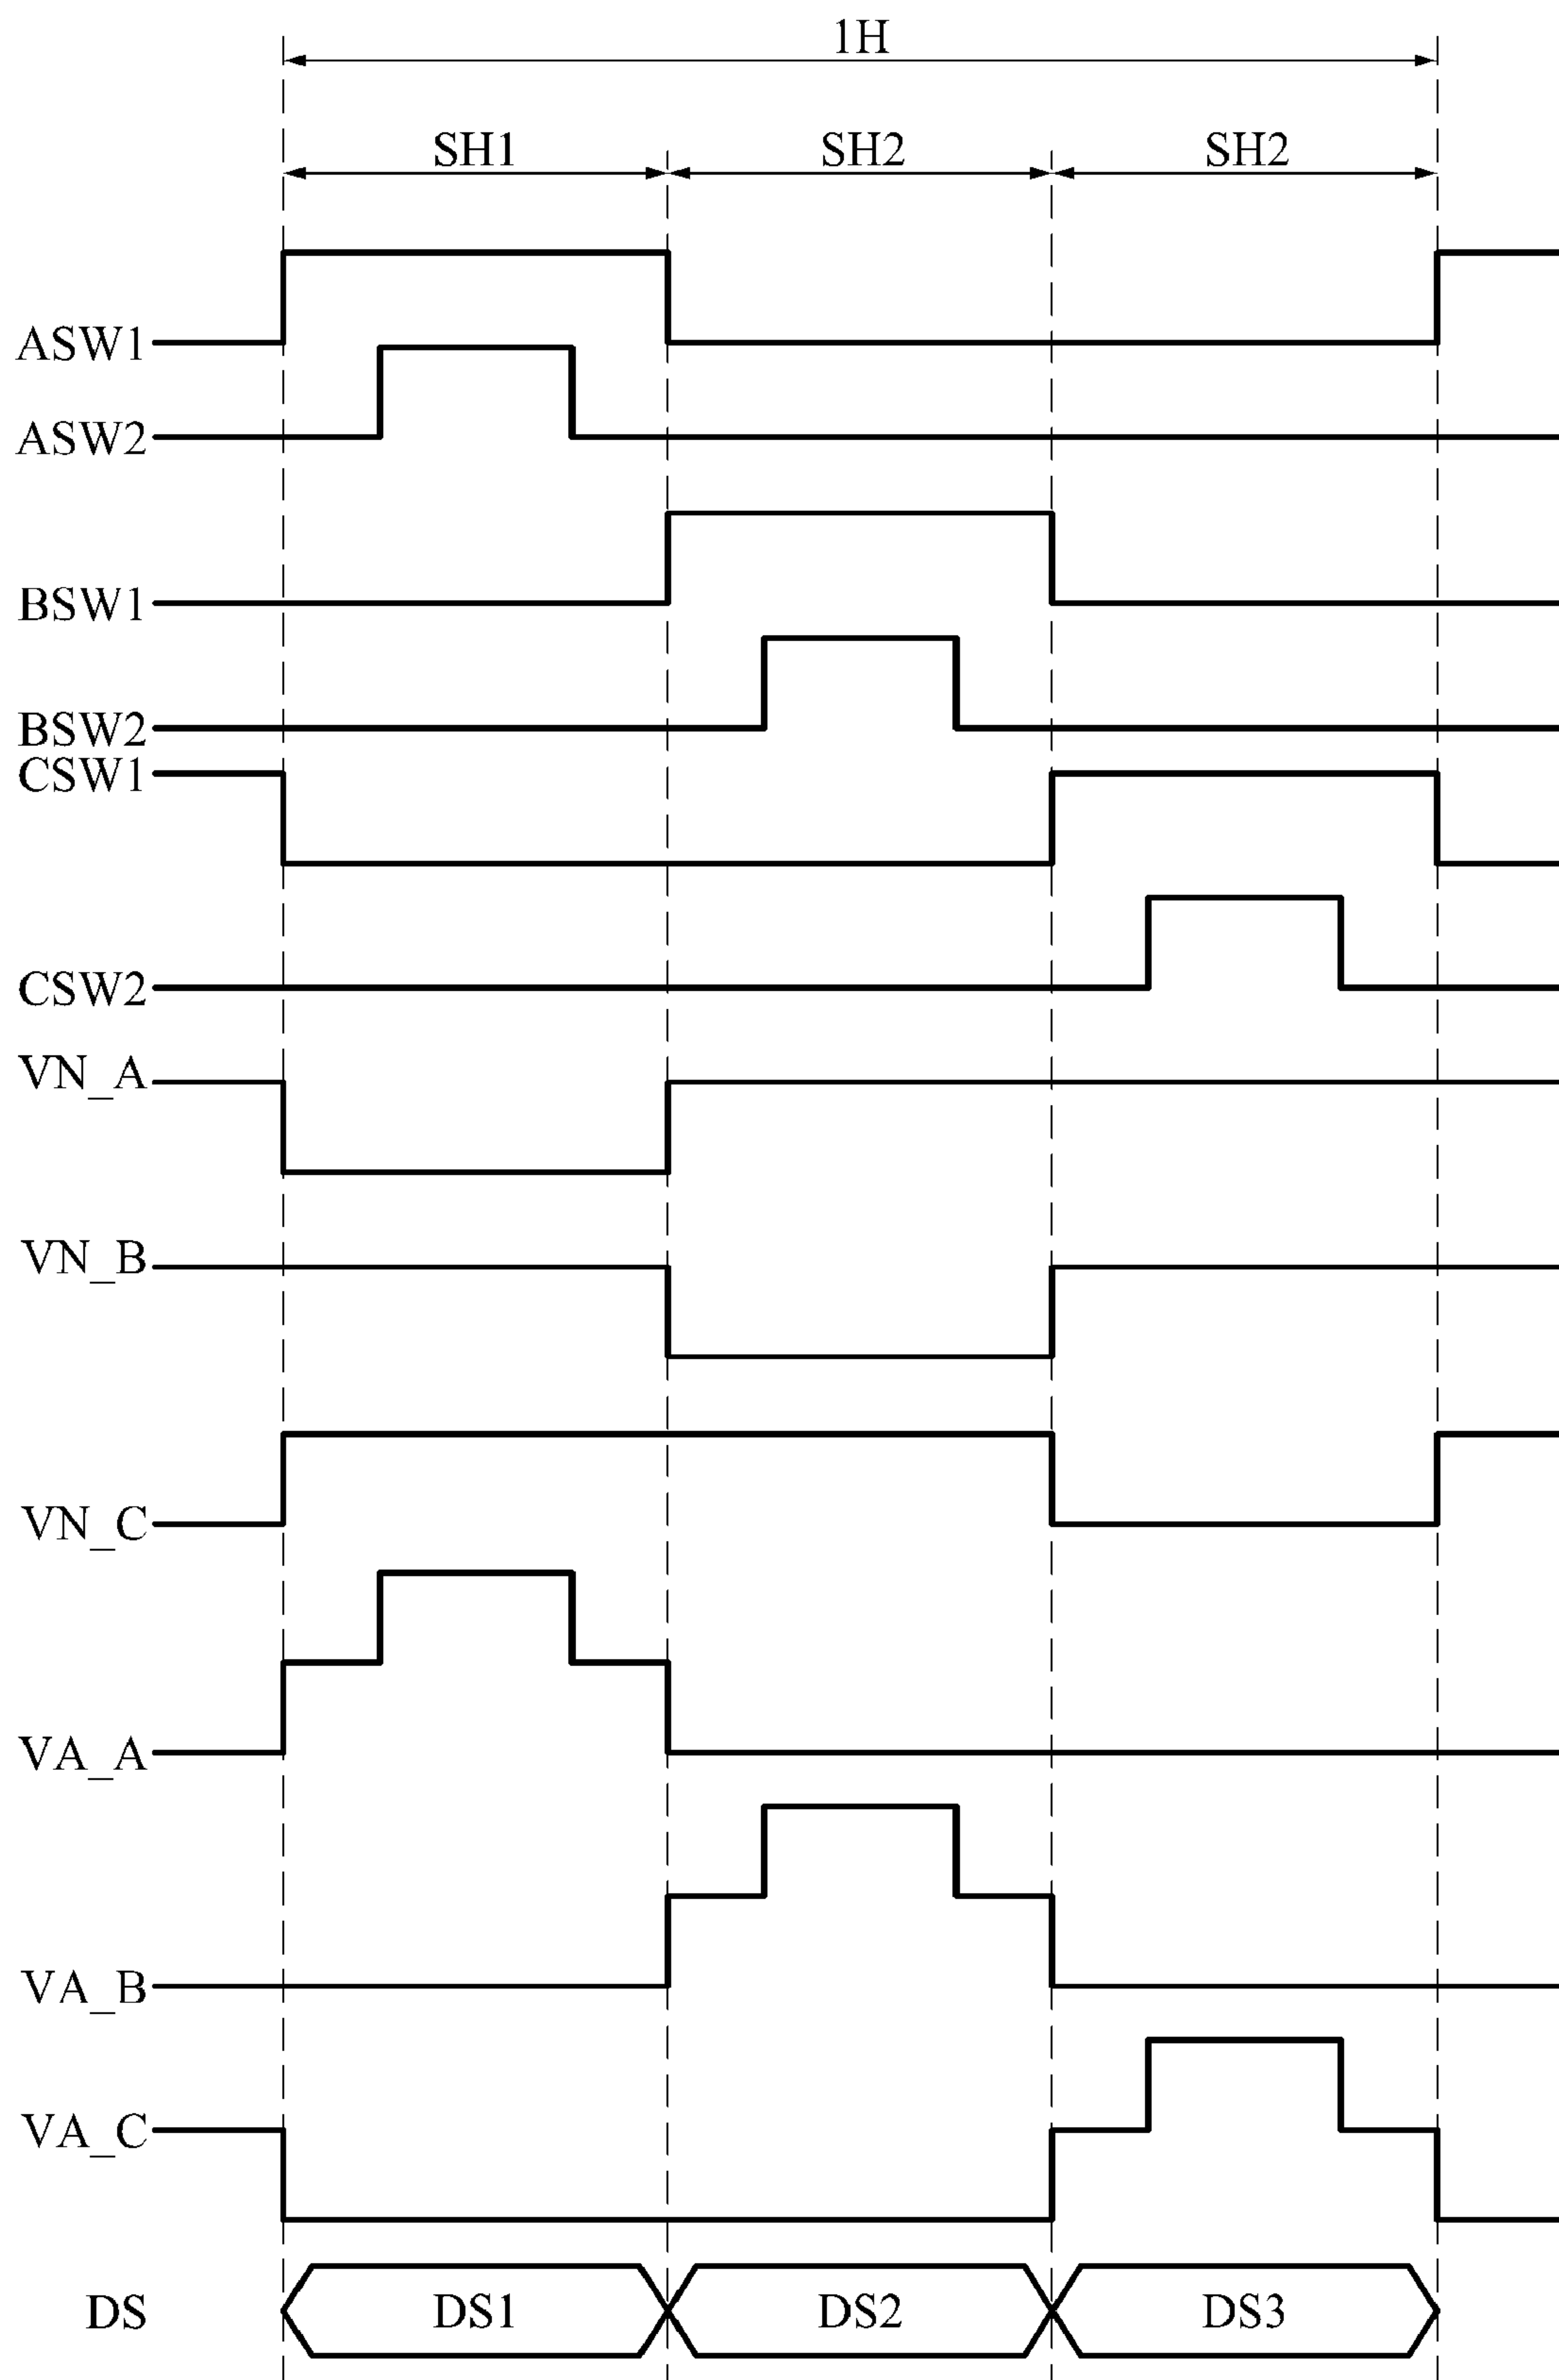 1H
SH1 SH2 SH2
ASW1
ASW2
BSW1
BSW2
CSW1
CSW2
VN_A
VN_B
VN_C
VA_A
VA_B
VA_C
DS DS1 DS2 DS3